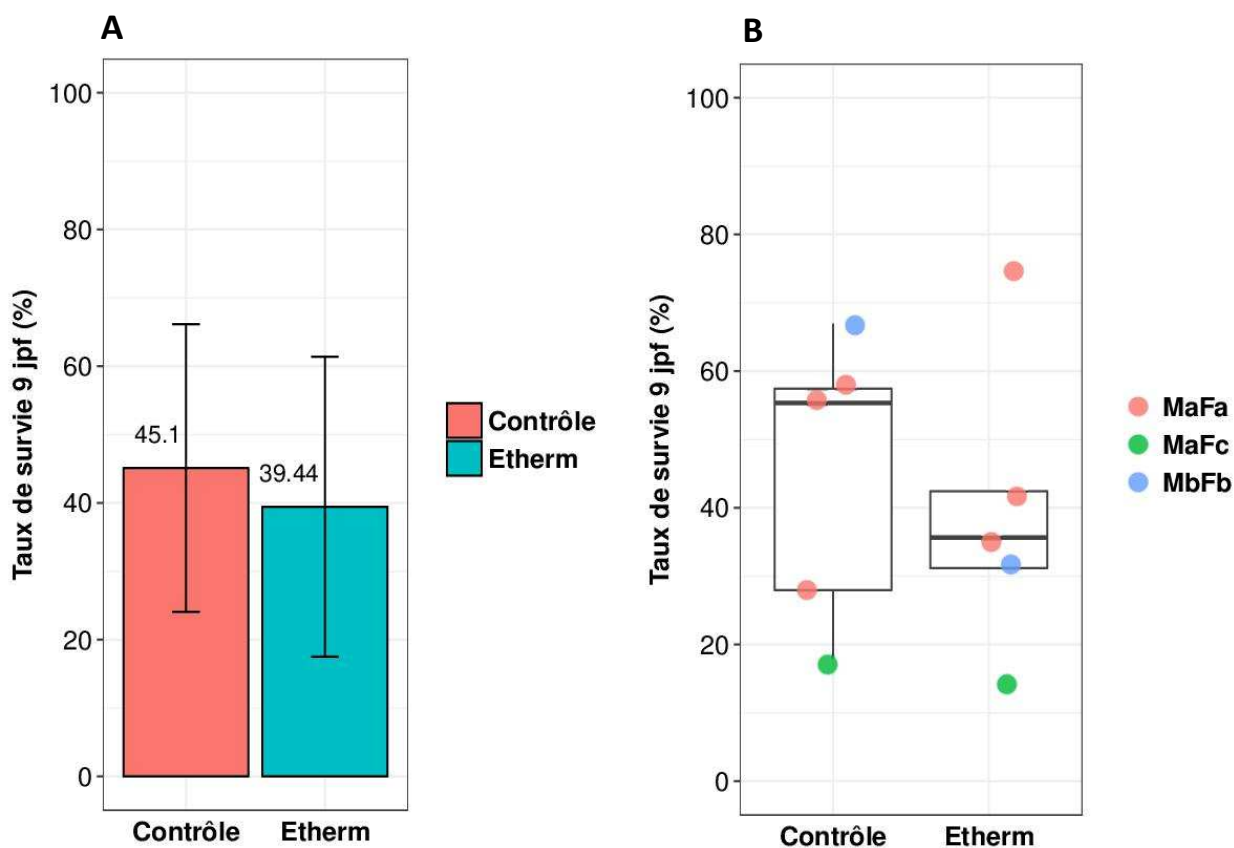 A
Taux de survie 9 jpf (%)
100
80
60
40
20
0
45.1
39.44
Contrôle
Etherm
Contrôle
Etherm
B
Taux de survie 9 jpf (%)
100
80
60
40
20
0
Contrôle
Etherm
MaFa
MaFc
MbFb